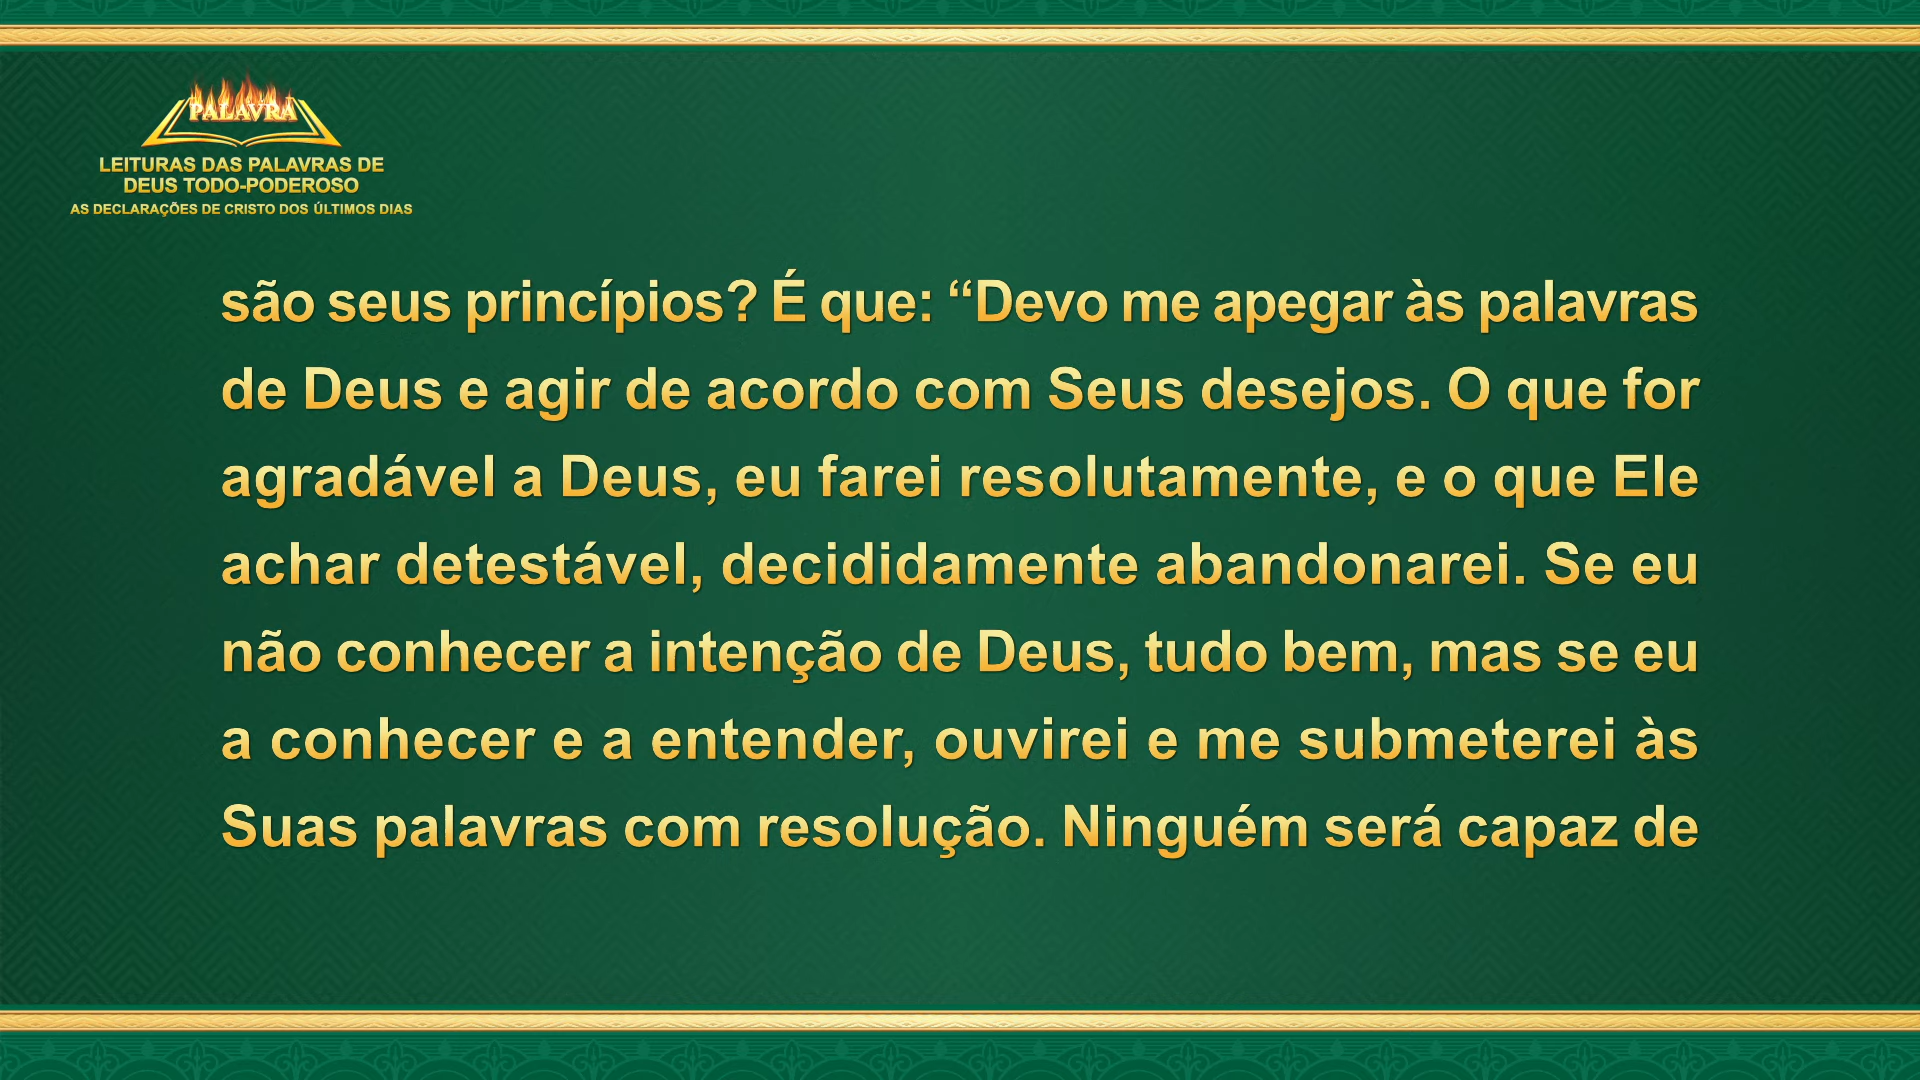 PALAVRA
LEITURAS DAS PALAVRAS DE
DEUS TODO-PODEROSO
AS DECLARAÇÕES DE CRISTO DOS ÚLTIMOS DIAS
são seus princípios? É que: “Devo me apegar às palavras
de Deus e agir de acordo com Seus desejos. O que for
agradável a Deus, eu farei resolutamente, e o que Ele
achar detestável, decididamente abandonarei. Se eu
não conhecer a intenção de Deus, tudo bem, mas se eu
a conhecer e a entender, ouvirei e me submeterei às
Suas palavras com resolução. Ninguém será capaz de